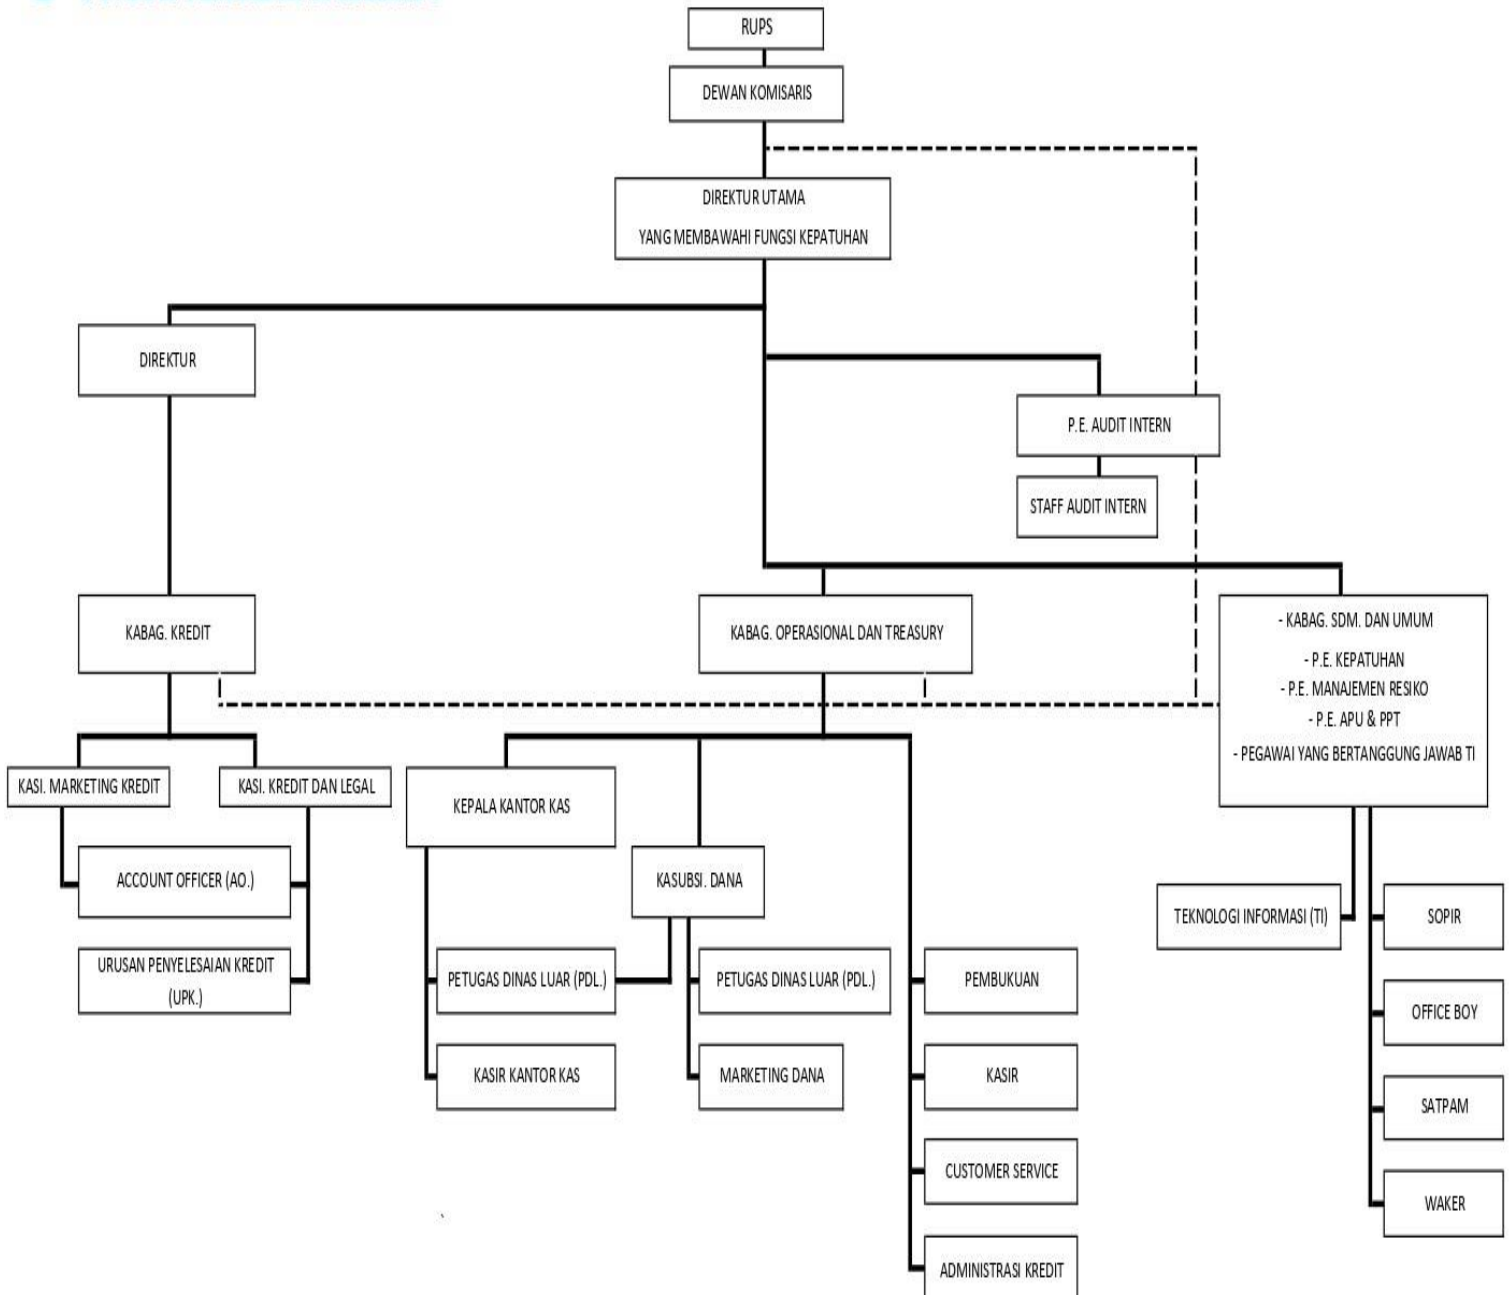 RUPS
DEWAN KOMISARIS
DIREKTUR UTAMA
YANG MEMBAWAHI FUNGSI KEPATUHAN
DIREKTUR
P.E. AUDIT INTERN
STAFF AUDIT INTERN
KABAG. KREDIT
KABAG. OPERASIONAL DAN TREASURY
- KABAG. SDM. DAN UMUM
- P.E. KEPATUHAN
- P.E. MANAJEMEN RESIKO
- P.E. APU & PPT
- PEGAWAI YANG BERTANGGUNG JAWAB TI
KASI. MARKETING KREDIT
KASI. KREDIT DAN LEGAL
KEPALA KANTOR KAS
ACCOUNT OFFICER (AO.)
KASUBSI. DANA
TEKNOLOGI INFORMASI (TI)
SOPIR
URUSAN PENYELESAIAN KREDIT
(UPK.)
PETUGAS DINAS LUAR (PDL.)
PETUGAS DINAS LUAR (PDL.)
PEMBUKUAN
OFFICE BOY
KASIR KANTOR KAS
MARKETING DANA
KASIR
SATPAM
CUSTOMER SERVICE
WAKER
ADMINISTRASI KREDIT